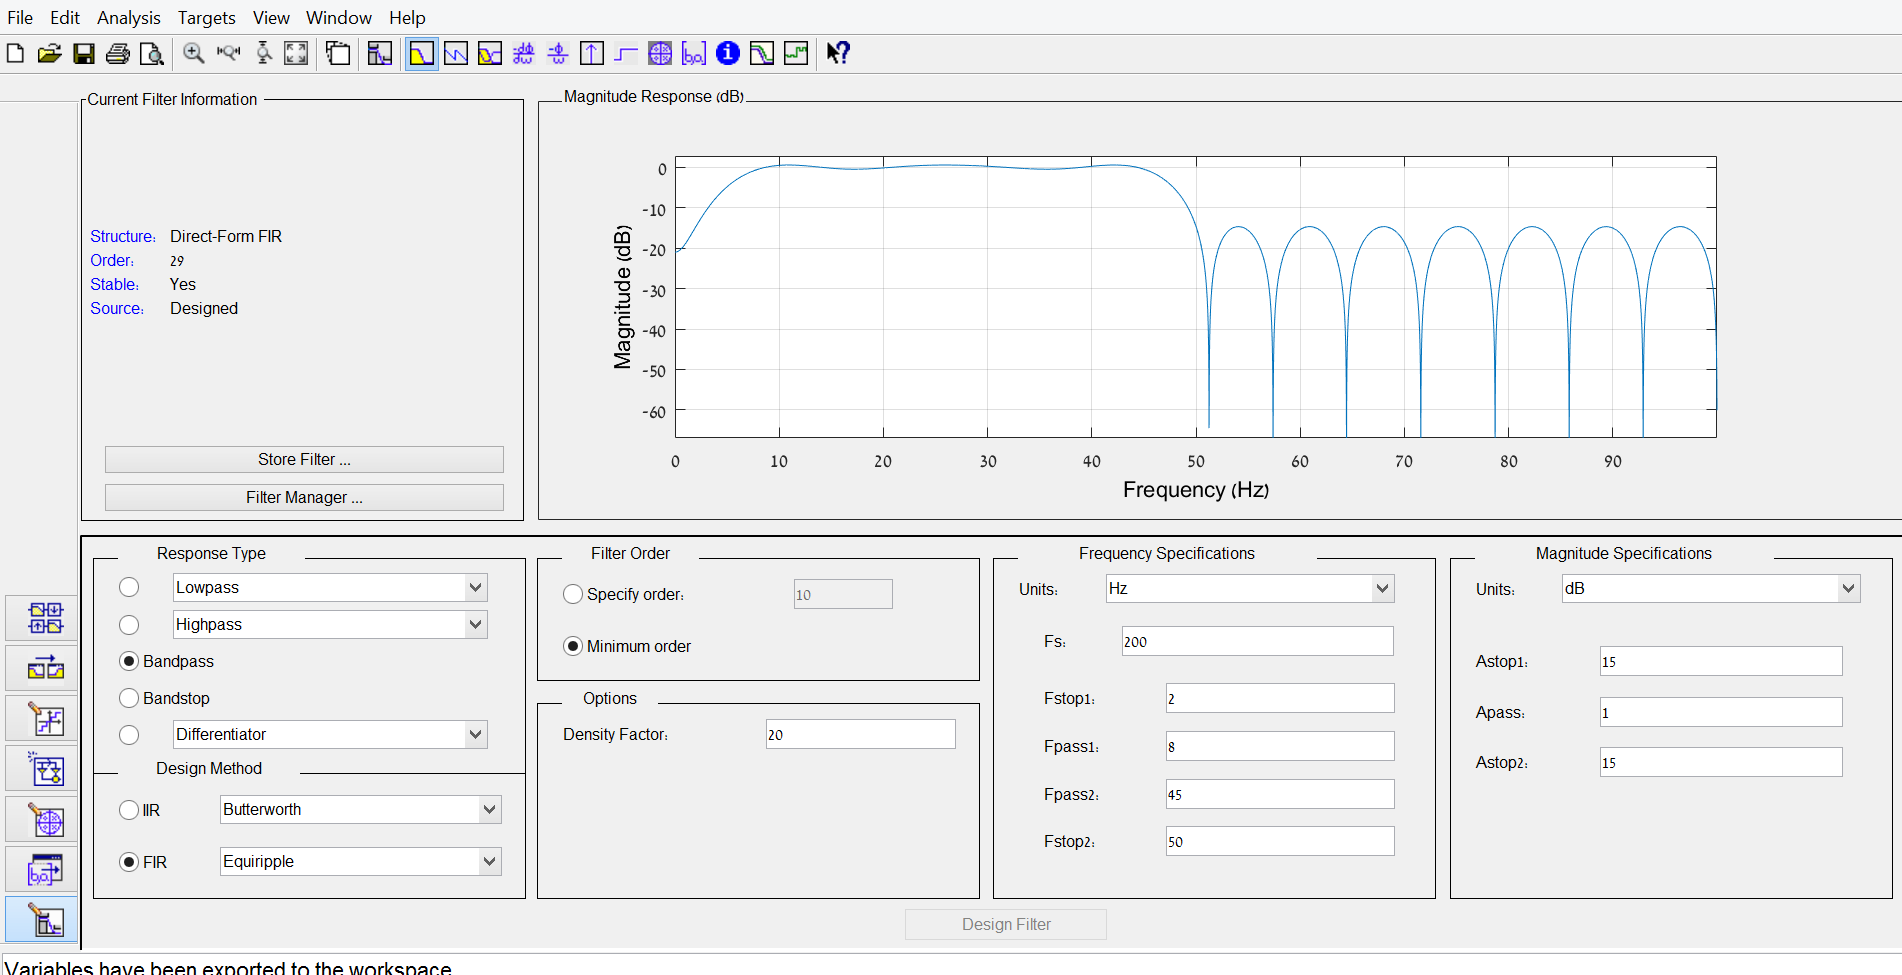 File Edit Analysis Targets View Window Help
Current Filter Information
Structure: Direct-Form FIR
Order: 29
Stable: Yes
Source: Designed
Store Filter ...
Filter Manager ...
Magnitude Response (dB)
Magnitude (dB)
0
-10
-20
-30
-40
-50
-60
0 10 20 30 40 50 60 70 80 90
Frequency (Hz)
Response Type
Lowpass
Highpass
Bandpass
Bandstop
Differentiator
Design Method
IIR Butterworth
FIR Equiripple
Filter Order
Specify order: 10
Minimum order
Options
Density Factor: 20
Frequency Specifications
Units: Hz
Fs: 200
Fstop1: 2
Fpass1: 8
Fpass2: 45
Fstop2: 50
Magnitude Specifications
Units: dB
Astop1: 15
Apass: 1
Astop2: 15
Design Filter
Variables have been exported to the workspace